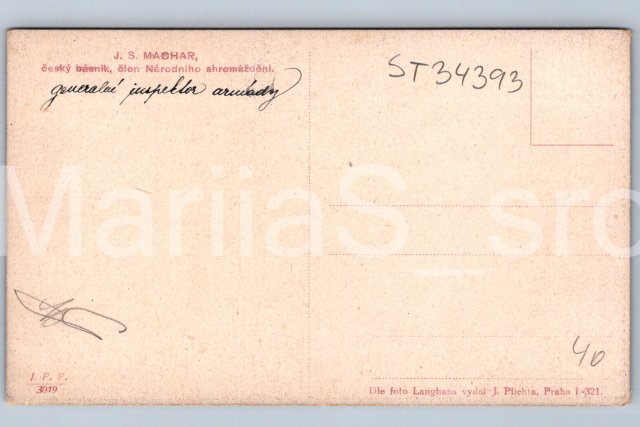 J. S. MACHAR,
český básník, člen Národního shromáždění.
generalní inspektor armády
ST34393
MariiaS_sro
40
J. P. P.
3019
Dle foto Langhans vydal J. Plichta, Praha I.-321.